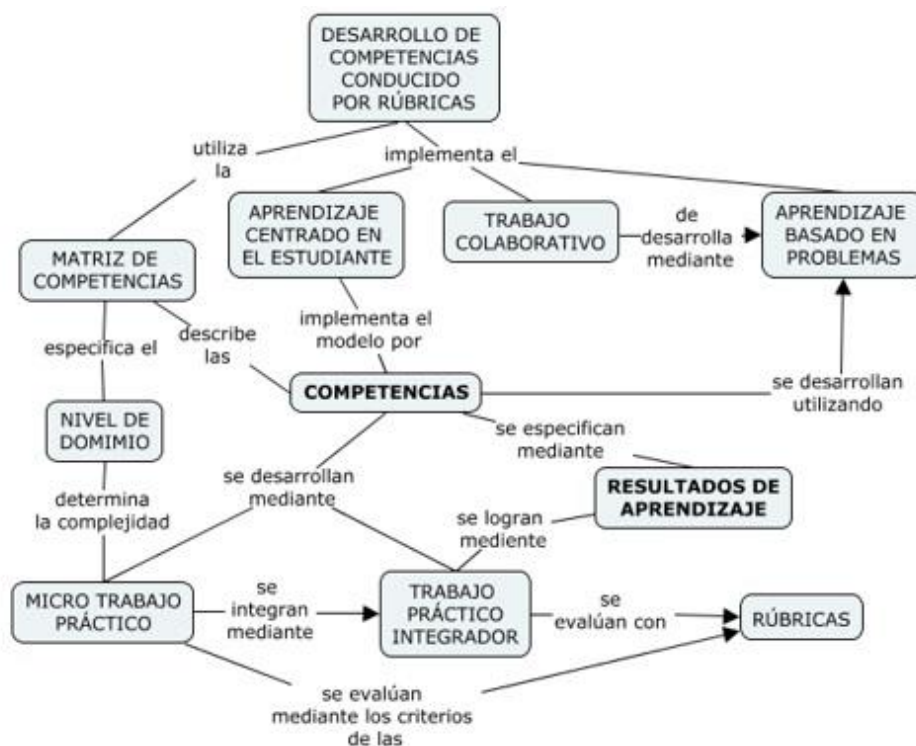 DESARROLLO DE
COMPETENCIAS
CONDUCIDO
POR RÚBRICAS
utiliza
la
implementa el
APRENDIZAJE
CENTRADO EN
EL ESTUDIANTE
TRABAJO
COLABORATIVO
de
desarrolla
mediante
APRENDIZAJE
BASADO EN
PROBLEMAS
MATRIZ DE
COMPETENCIAS
especifica el
describe
las
implementa el
modelo por
COMPETENCIAS
se desarrollan
utilizando
NIVEL DE
DOMIMIO
se especifican
mediante
determina
la complejidad
se desarrollan
mediante
RESULTADOS DE
APRENDIZAJE
se logran
mediente
MICRO TRABAJO
PRÁCTICO
se
integran
mediante
TRABAJO
PRÁCTICO
INTEGRADOR
se
evalúan con
RÚBRICAS
se evalúan
mediante los criterios
de las